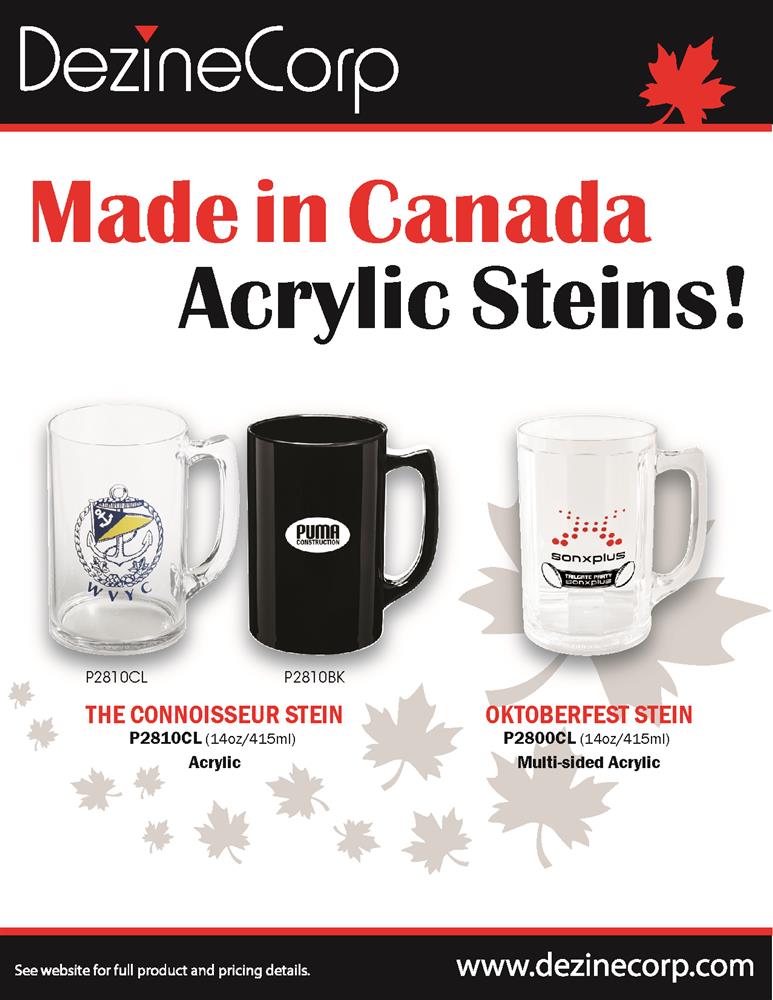 DezineCorp
Made in Canada
Acrylic Steins!
WVYC
PUMA
CONSTRUCTION
sonxplus
TAILGATE PARTY
sonxplus
P2810CL
P2810BK
THE CONNOISSEUR STEIN
P2810CL (14oz/415ml)
Acrylic
OKTOBERFEST STEIN
P2800CL (14oz/415ml)
Multi-sided Acrylic
See website for full product and pricing details.
www.dezinecorp.com